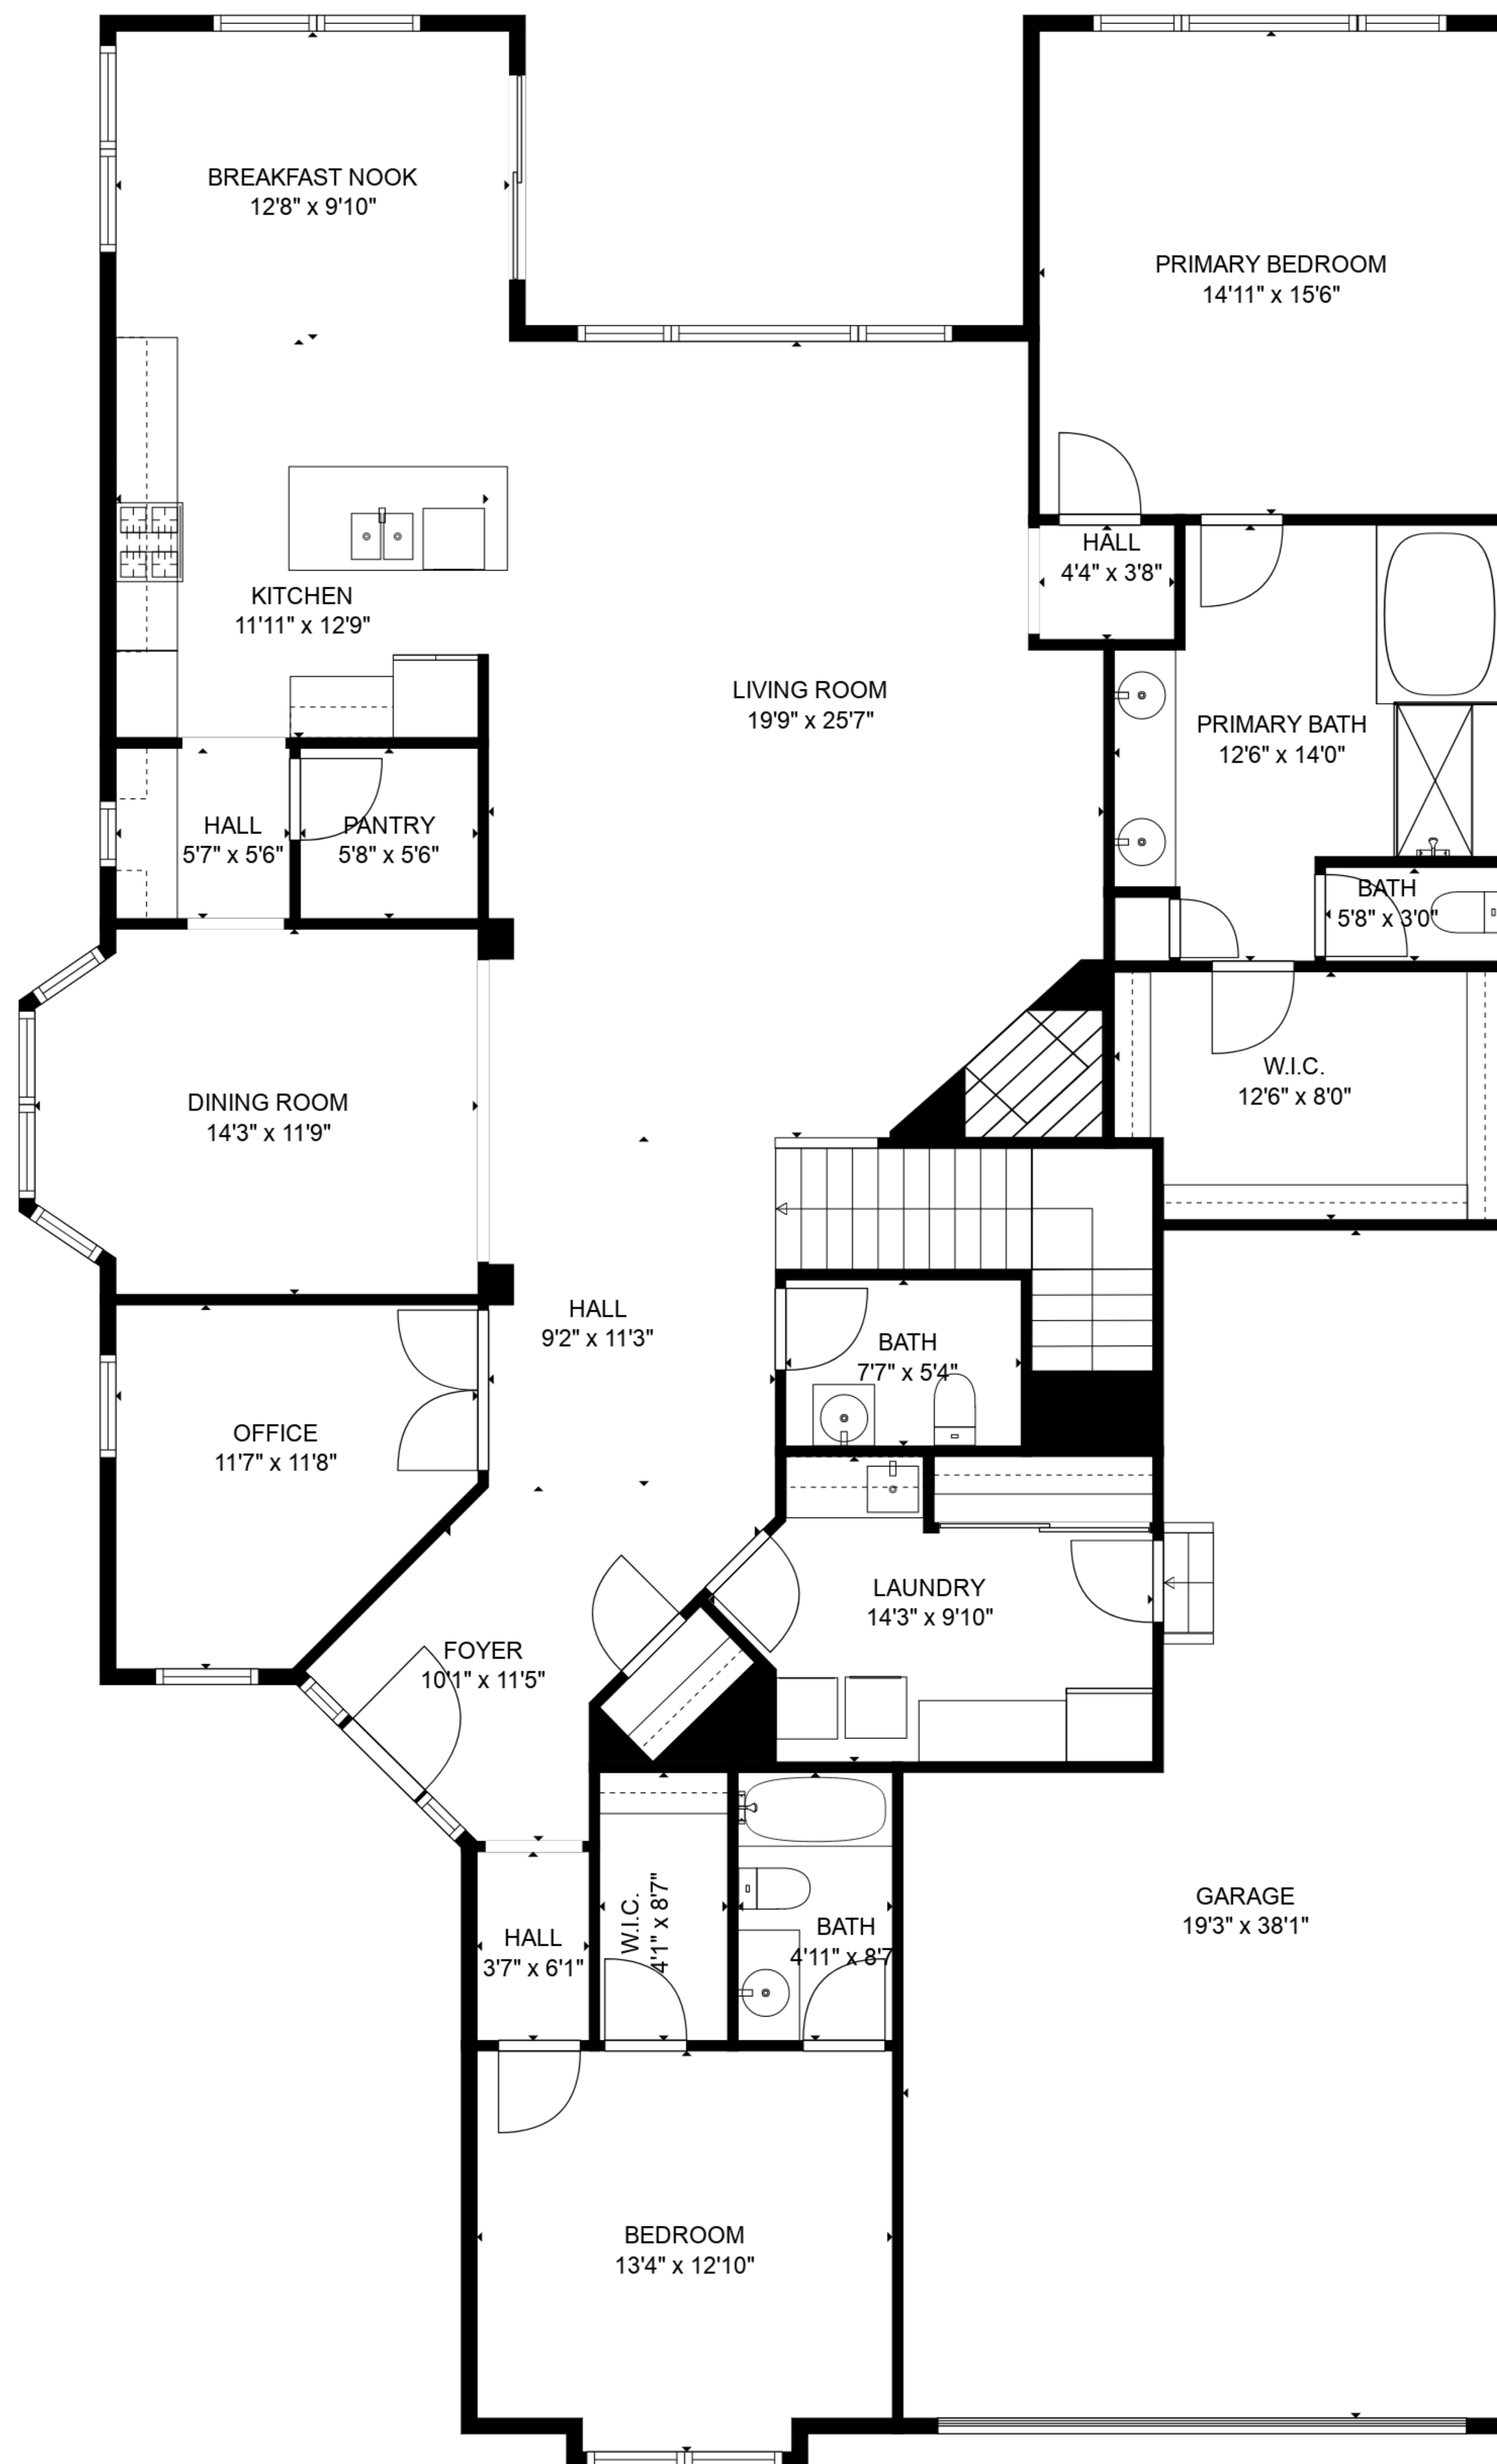 BREAKFAST NOOK
12'8" x 9'10"
PRIMARY BEDROOM
14'11" x 15'6"
HALL
4'4" x 3'8"
KITCHEN
11'11" x 12'9"
LIVING ROOM
19'9" x 25'7"
PRIMARY BATH
12'6" x 14'0"
HALL
5'7" x 5'6"
PANTRY
5'8" x 5'6"
BATH
5'8" x 3'0"
W.I.C.
12'6" x 8'0"
DINING ROOM
14'3" x 11'9"
HALL
9'2" x 11'3"
BATH
7'7" x 5'4"
OFFICE
11'7" x 11'8"
LAUNDRY
14'3" x 9'10"
FOYER
10'1" x 11'5"
GARAGE
19'3" x 38'1"
HALL
3'7" x 6'1"
W.I.C.
4'1" x 8'7"
BATH
4'11" x 8'7
BEDROOM
13'4" x 12'10"